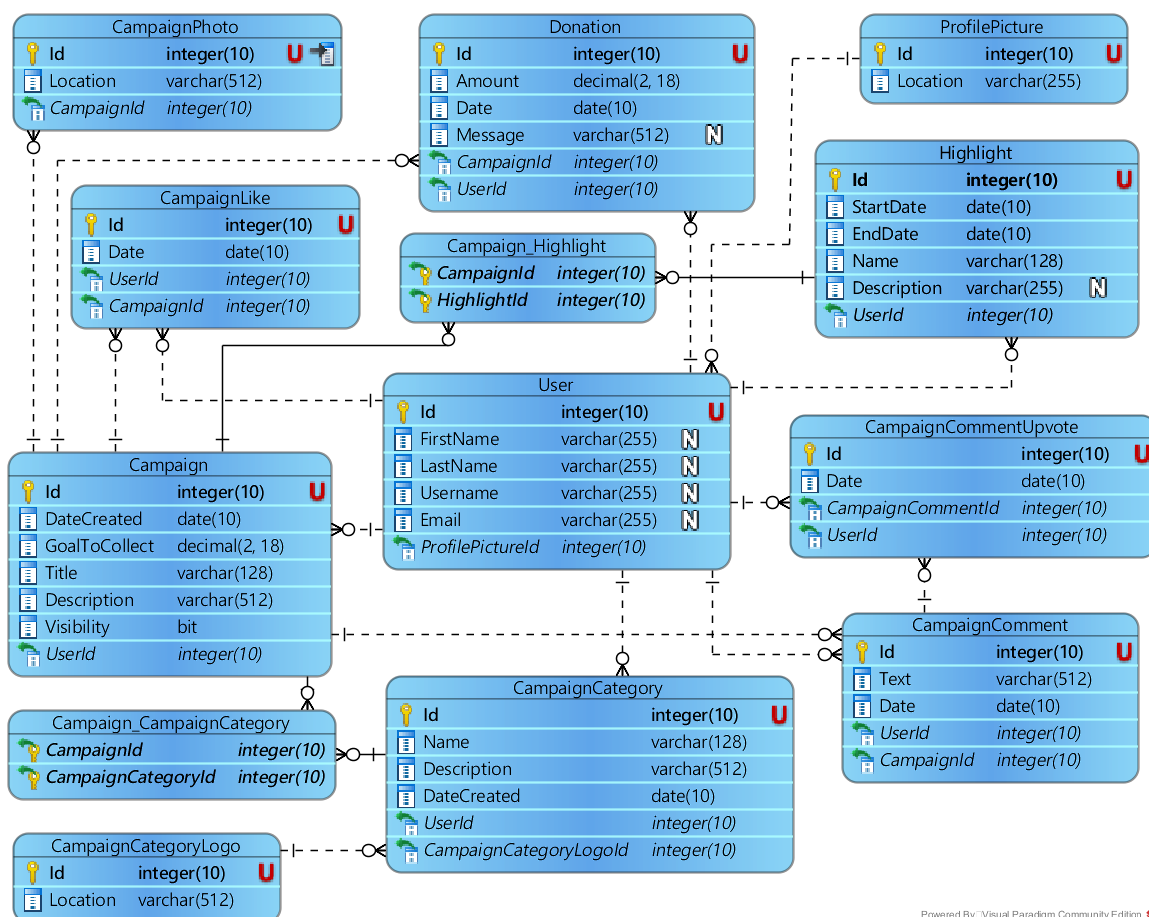 CampaignPhoto
Id integer(10) U
Location varchar(512)
CampaignId integer(10)
Donation
Id integer(10) U
Amount decimal(2, 18)
Date date(10)
Message varchar(512) N
CampaignId integer(10)
UserId integer(10)
ProfilePicture
Id integer(10) U
Location varchar(255)
Highlight
Id integer(10) U
StartDate date(10)
EndDate date(10)
Name varchar(128)
Description varchar(255) N
UserId integer(10)
CampaignLike
Id integer(10) U
Date date(10)
UserId integer(10)
CampaignId integer(10)
Campaign_Highlight
CampaignId integer(10)
HighlightId integer(10)
User
Id integer(10) U
FirstName varchar(255) N
LastName varchar(255) N
Username varchar(255) N
Email varchar(255) N
ProfilePictureId integer(10)
CampaignCommentUpvote
Id integer(10) U
Date date(10)
CampaignCommentId integer(10)
UserId integer(10)
Campaign
Id integer(10) U
DateCreated date(10)
GoalToCollect decimal(2, 18)
Title varchar(128)
Description varchar(512)
Visibility bit
UserId integer(10)
CampaignComment
Id integer(10) U
Text varchar(512)
Date date(10)
UserId integer(10)
CampaignId integer(10)
Campaign_CampaignCategory
CampaignId integer(10)
CampaignCategoryId integer(10)
CampaignCategory
Id integer(10) U
Name varchar(128)
Description varchar(512)
DateCreated date(10)
UserId integer(10)
CampaignCategoryLogoId integer(10)
CampaignCategoryLogo
Id integer(10) U
Location varchar(512)
Powered By Visual Paradigm Community Edition